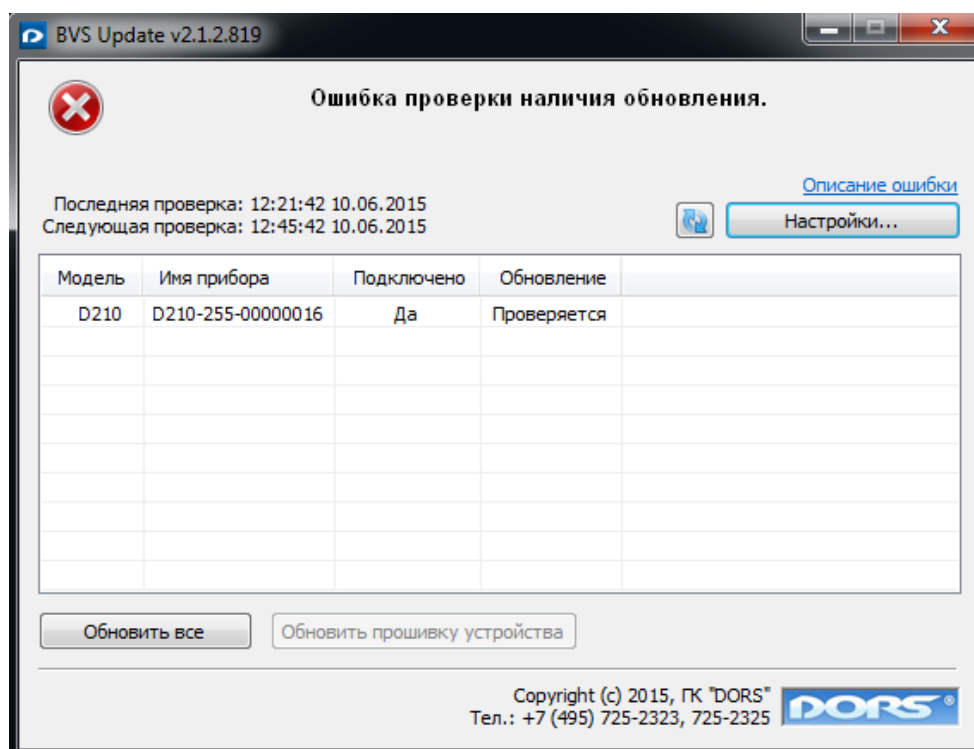 BVS Update v2.1.2.819
Ошибка проверки наличия обновления.
Описание ошибки
Последняя проверка: 12:21:42 10.06.2015
Следующая проверка: 12:45:42 10.06.2015
Настройки...
Модель Имя прибора Подключено Обновление
D210 D210-255-00000016 Да Проверяется
Обновить все Обновить прошивку устройства
Copyright (c) 2015, ГК "DORS"
Тел.: +7 (495) 725-2323, 725-2325
DORS®